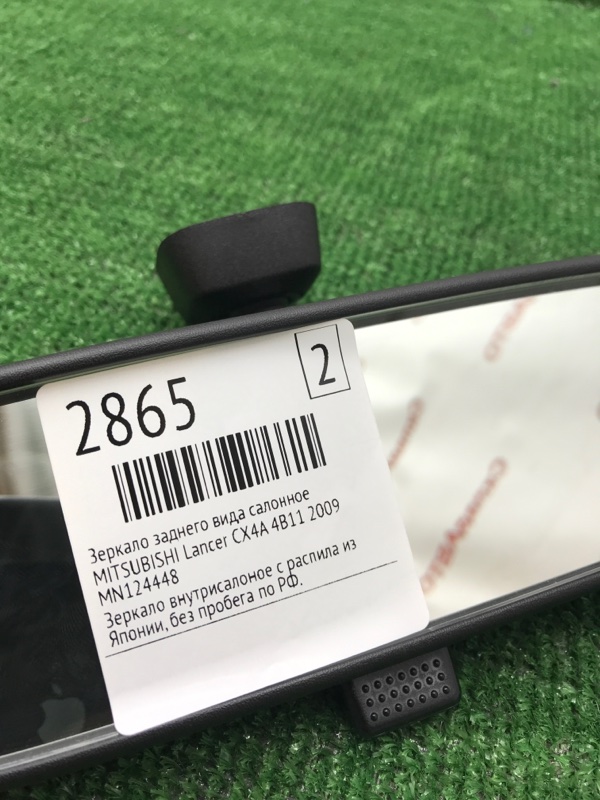 2865
2
Зеркало заднего вида салонное
MITSUBISHI Lancer CX4A 4B11 2009
MN124448
Зеркало внутрисалоное с распила из
Японии, без пробега по РФ.